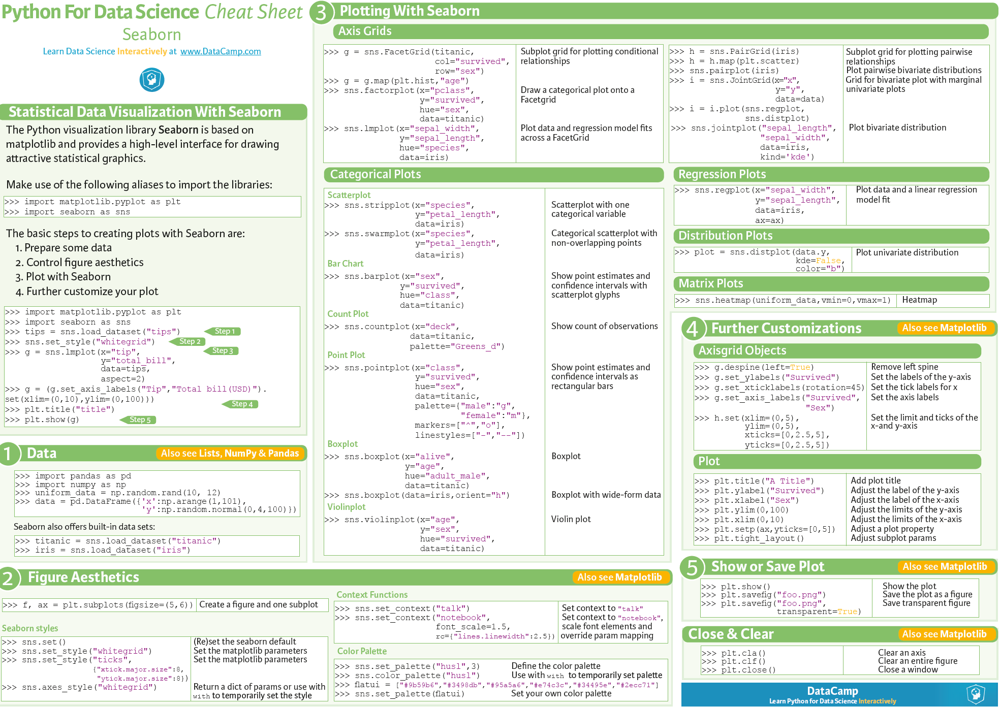 Python For Data Science Cheat Sheet
Seaborn
Learn Data Science Interactively at www.DataCamp.com
Statistical Data Visualization With Seaborn
The Python visualization library Seaborn is based on
matplotlib and provides a high-level interface for drawing
attractive statistical graphics.
Make use of the following aliases to import the libraries:
>>> import matplotlib.pyplot as plt
>>> import seaborn as sns
The basic steps to creating plots with Seaborn are:
1. Prepare some data
2. Control figure aesthetics
3. Plot with Seaborn
4. Further customize your plot
>>> import matplotlib.pyplot as plt
>>> import seaborn as sns
>>> tips = sns.load_dataset("tips") Step 1
>>> sns.set_style("whitegrid") Step 2
>>> g = sns.lmplot(x="tip", Step 3
y="total_bill",
data=tips,
aspect=2)
>>> g = (g.set_axis_labels("Tip","Total bill(USD)").
set(xlim=(0,10),ylim=(0,100)))
Step 4
>>> plt.title("title")
>>> plt.show(g) Step 5
1 Data Also see Lists, NumPy & Pandas
>>> import pandas as pd
>>> import numpy as np
>>> uniform_data = np.random.rand(10, 12)
>>> data = pd.DataFrame({'x':np.arange(1,101),
'y':np.random.normal(0,4,100)})
Seaborn also offers built-in data sets:
>>> titanic = sns.load_dataset("titanic")
>>> iris = sns.load_dataset("iris")
2 Figure Aesthetics Also see Matplotlib
>>> f, ax = plt.subplots(figsize=(5,6)) Create a figure and one subplot
Seaborn styles
>>> sns.set() (Re)set the seaborn default
>>> sns.set_style("whitegrid") Set the matplotlib parameters
>>> sns.set_style("ticks", Set the matplotlib parameters
{"xtick.major.size":8,
"ytick.major.size":8})
>>> sns.axes_style("whitegrid") Return a dict of params or use with
with to temporarily set the style
Context Functions
>>> sns.set_context("talk") Set context to "talk"
>>> sns.set_context("notebook", Set context to "notebook",
font_scale=1.5, scale font elements and
rc={"lines.linewidth":2.5}) override param mapping
Color Palette
>>> sns.set_palette("husl",3) Define the color palette
>>> sns.color_palette("husl") Use with with to temporarily set palette
>>> flatui = ["#9b59b6","#3498db","#95a5a6","#e74c3c","#34495e","#2ecc71"]
>>> sns.set_palette(flatui) Set your own color palette
3 Plotting With Seaborn
Axis Grids
>>> g = sns.FacetGrid(titanic, Subplot grid for plotting conditional
col="survived", relationships
row="sex")
>>> g = g.map(plt.hist,"age")
>>> sns.factorplot(x="pclass", Draw a categorical plot onto a
y="survived", Facetgrid
hue="sex",
data=titanic)
>>> sns.lmplot(x="sepal_width", Plot data and regression model fits
y="sepal_length", across a FacetGrid
hue="species",
data=iris)
>>> h = sns.PairGrid(iris) Subplot grid for plotting pairwise
>>> h = h.map(plt.scatter) relationships
>>> sns.pairplot(iris) Plot pairwise bivariate distributions
>>> i = sns.JointGrid(x="x", Grid for bivariate plot with marginal
y="y", univariate plots
data=data)
>>> i = i.plot(sns.regplot,
sns.distplot)
>>> sns.jointplot("sepal_length", Plot bivariate distribution
"sepal_width",
data=iris,
kind='kde')
Categorical Plots
Scatterplot
>>> sns.stripplot(x="species", Scatterplot with one
y="petal_length", categorical variable
data=iris)
>>> sns.swarmplot(x="species", Categorical scatterplot with
y="petal_length", non-overlapping points
data=iris)
Bar Chart
>>> sns.barplot(x="sex", Show point estimates and
y="survived", confidence intervals with
hue="class", scatterplot glyphs
data=titanic)
Count Plot
>>> sns.countplot(x="deck", Show count of observations
data=titanic,
palette="Greens_d")
Point Plot
>>> sns.pointplot(x="class", Show point estimates and
y="survived", confidence intervals as
hue="sex", rectangular bars
data=titanic,
palette={"male":"g",
"female":"m"},
markers=["^","o"],
linestyles=["-","--"])
Boxplot
>>> sns.boxplot(x="alive", Boxplot
y="age",
hue="adult_male",
data=titanic)
>>> sns.boxplot(data=iris,orient="h") Boxplot with wide-form data
Violinplot
>>> sns.violinplot(x="age", Violin plot
y="sex",
hue="survived",
data=titanic)
Regression Plots
>>> sns.regplot(x="sepal_width", Plot data and a linear regression
y="sepal_length", model fit
data=iris,
ax=ax)
Distribution Plots
>>> plot = sns.distplot(data.y, Plot univariate distribution
kde=False,
color="b")
Matrix Plots
>>> sns.heatmap(uniform_data,vmin=0,vmax=1) Heatmap
4 Further Customizations Also see Matplotlib
Axisgrid Objects
>>> g.despine(left=True) Remove left spine
>>> g.set_ylabels("Survived") Set the labels of the y-axis
>>> g.set_xticklabels(rotation=45) Set the tick labels for x
>>> g.set_axis_labels("Survived", Set the axis labels
"Sex")
>>> h.set(xlim=(0,5), Set the limit and ticks of the
ylim=(0,5), x-and y-axis
xticks=[0,2.5,5],
yticks=[0,2.5,5])
Plot
>>> plt.title("A Title") Add plot title
>>> plt.ylabel("Survived") Adjust the label of the y-axis
>>> plt.xlabel("Sex") Adjust the label of the x-axis
>>> plt.ylim(0,100) Adjust the limits of the y-axis
>>> plt.xlim(0,10) Adjust the limits of the x-axis
>>> plt.setp(ax,yticks=[0,5]) Adjust a plot property
>>> plt.tight_layout() Adjust subplot params
5 Show or Save Plot Also see Matplotlib
>>> plt.show() Show the plot
>>> plt.savefig("foo.png") Save the plot as a figure
>>> plt.savefig("foo.png", Save transparent figure
transparent=True)
Close & Clear Also see Matplotlib
>>> plt.cla() Clear an axis
>>> plt.clf() Clear an entire figure
>>> plt.close() Close a window
DataCamp
Learn Python for Data Science Interactively